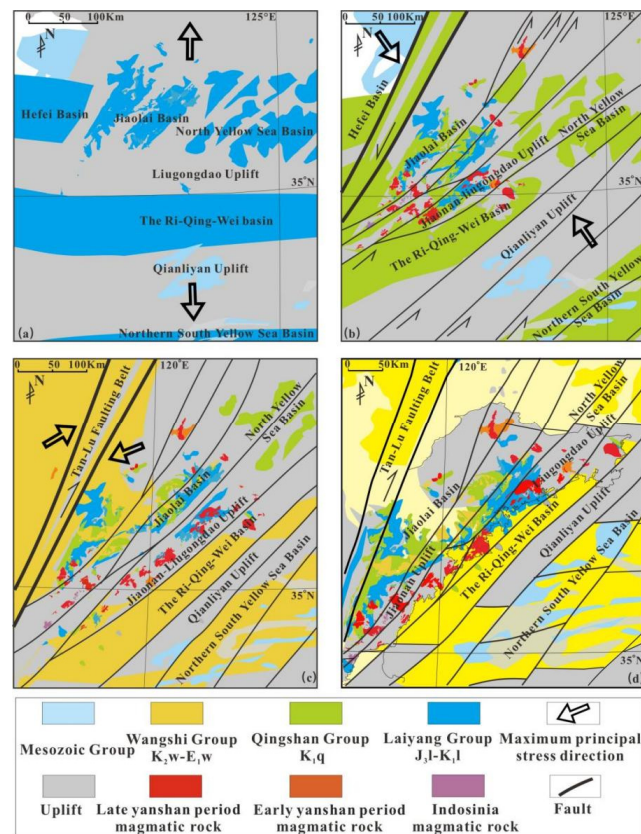 0 50 100Km
125°E
N
Hefei Basin
Jiaolai Basin
North Yellow
Sea Basin
Liugongdao Uplift
35°N
The Ri-Qing-Wei basin
Qianliyan Uplift
(a)
Northern South Yellow Sea Basin
0 50 100Km
125°E
N
Hefei Basin
Jiaolai Basin
North Yellow
Sea Basin
Jiaonan-liugongdao Uplift
35°N
The Ri-Qing-Wei Basin
Qianliyan Uplift
Northern South Yellow
Sea Basin
(b)
0 50 100Km
120°E
N
Tan-Lu Faulting Belt
North Yellow
Sea Basin
Jiaolai Basin
Jiaonan-Liugongdao Uplift
The Ri-Qing-Wei Basin
Qianliyan Uplift
Northern South Yellow Sea Basin
35°N
(c)
0 50Km
120°E
N
Tan-Lu Faulting Belt
North Yellow
Sea Basin
Liugongdao Uplift
Jiaolai Basin
Jiaonan Uplift
The Ri-Qing-Wei Basin
Qianliyan Uplift
Northern South Yellow Sea Basin
35°N
(d)
Mesozoic Group
Wangshi Group
K₂w-E₁w
Qingshan Group
K₁q
Laiyang Group
J₃l-K₁l
Maximum principal
stress direction
Uplift
Late yanshan period
magmatic rock
Early yanshan period
magmatic rock
Indosinia
magmatic rock
Fault